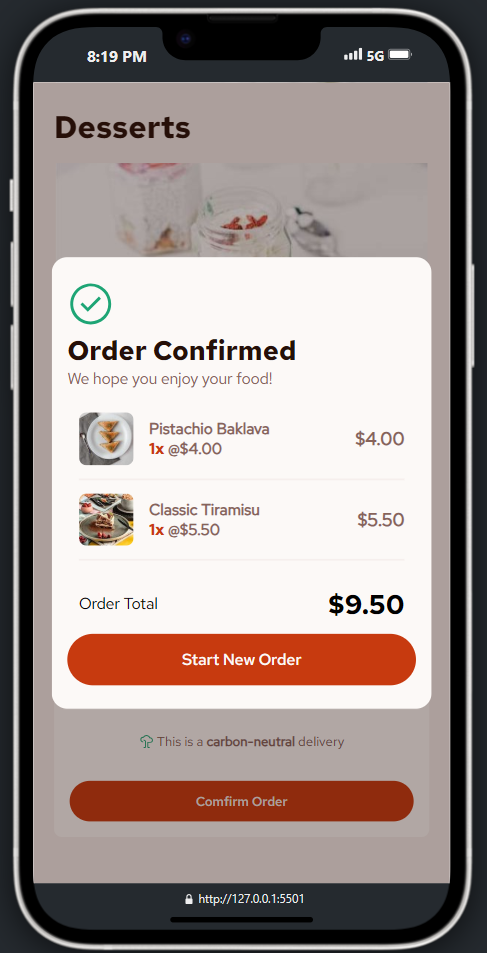 8:19 PM 5G
Desserts
Order Confirmed
We hope you enjoy your food!
Pistachio Baklava
1x @$4.00 $4.00
Classic Tiramisu
1x @$5.50 $5.50
Order Total $9.50
Start New Order
This is a carbon-neutral delivery
Comfirm Order
http://127.0.0.1:5501